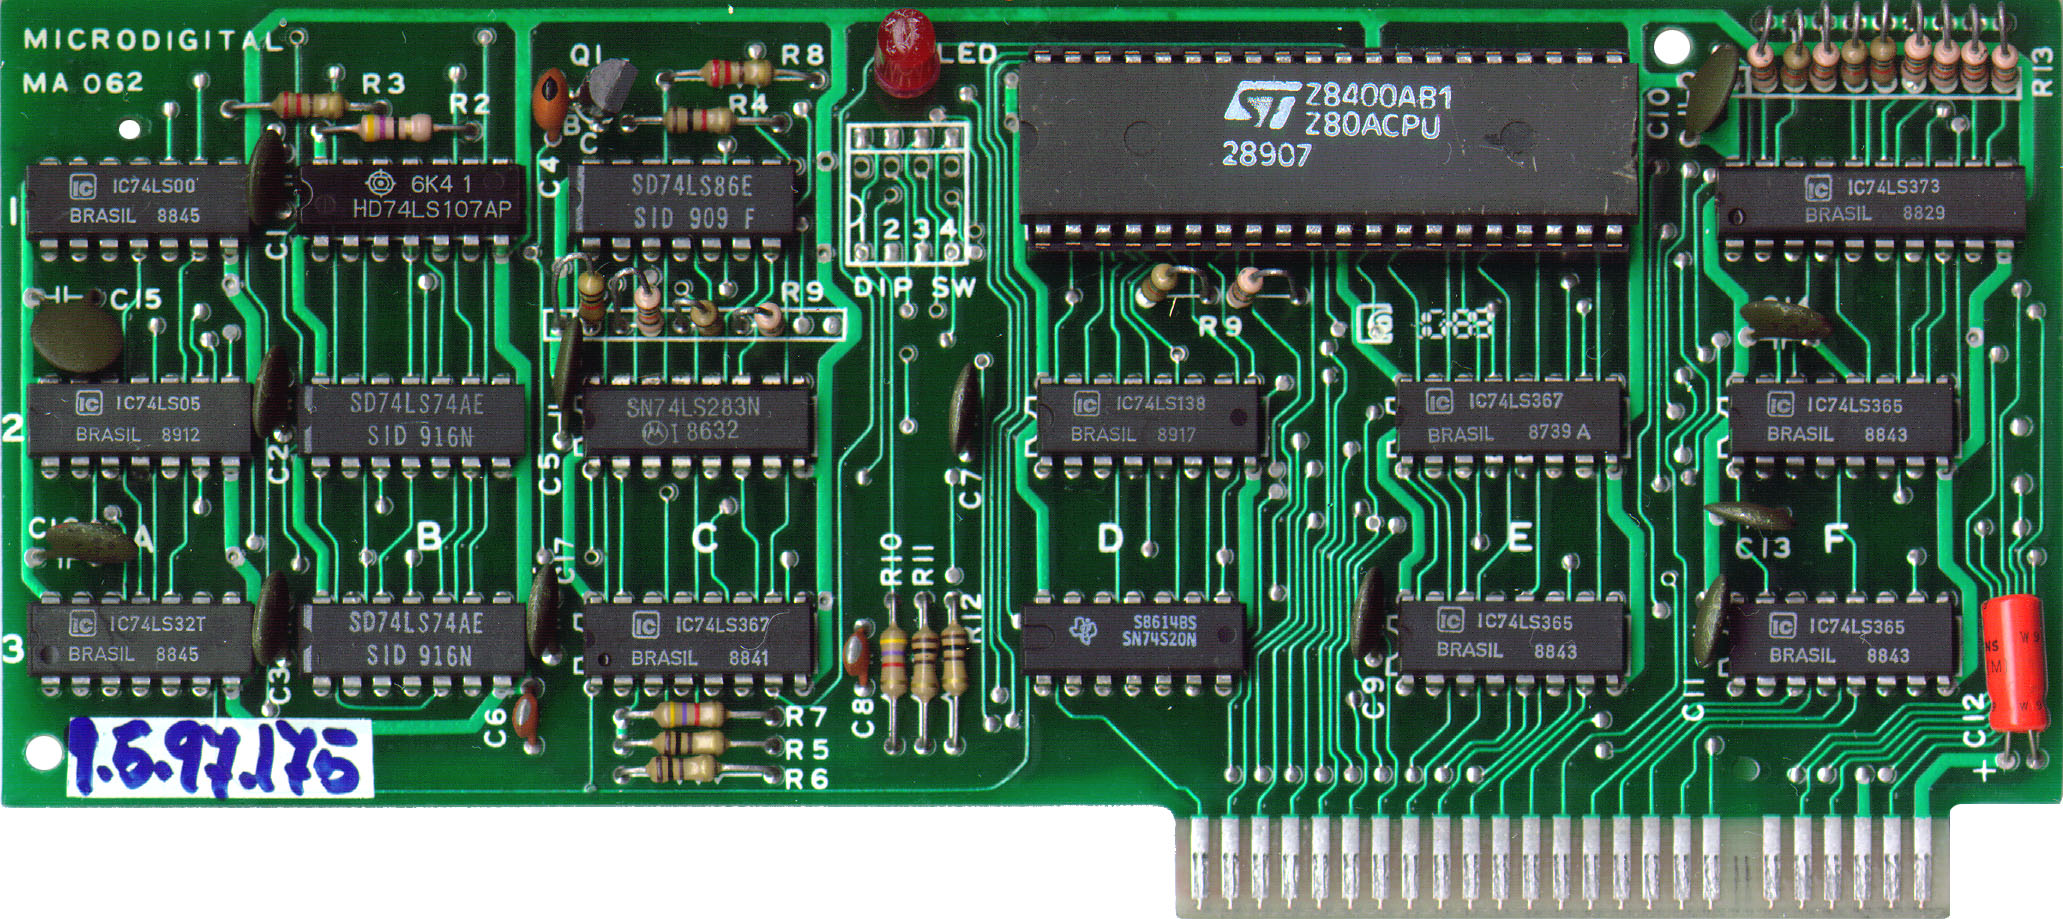 MICRODIGITAL
MA 062
R3
R2
Q1
R8
R4
B
C
C4
LED
Z8400AB1
Z80ACPU
28907
C10
R13
1
IC74LS00
BRASIL 8845
C1
6K4 1
HD74LS107AP
SD74LS86E
SID 909 F
1 2 3 4
DIP SW
IC74LS373
BRASIL 8829
C15
R9
R9
10-89
2
IC74LS05
BRASIL 8912
C2
SD74LS74AE
SID 916N
C5
SN74LS283N
I 8632
C7
IC74LS138
BRASIL 8917
IC74LS367
BRASIL 8739 A
IC74LS365
BRASIL 8843
A
B
C
D
E
F
C17
R10
R11
R12
C13
3
IC74LS32T
BRASIL 8845
C3
SD74LS74AE
SID 916N
IC74LS367
BRASIL 8841
S8614BS
SN74S20N
IC74LS365
BRASIL 8843
IC74LS365
BRASIL 8843
C6
R7
R5
R6
C8
C9
C11
C12
+
9.5.97.175